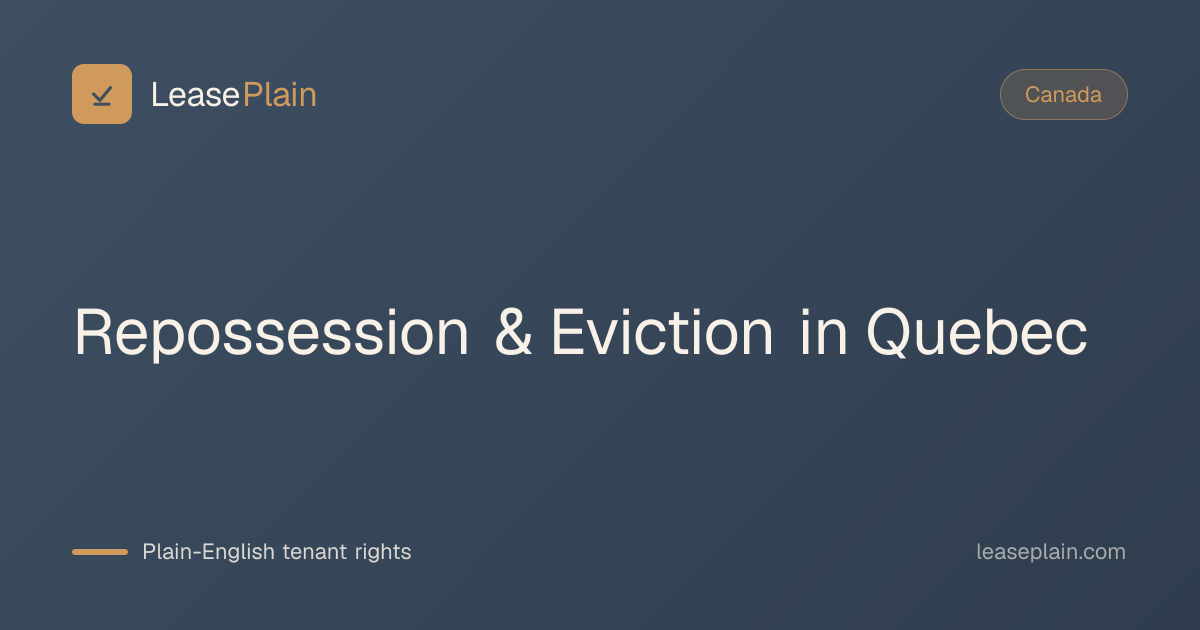 LeasePlain
Canada
Repossession & Eviction in Quebec
Plain-English tenant rights
leaseplain.com